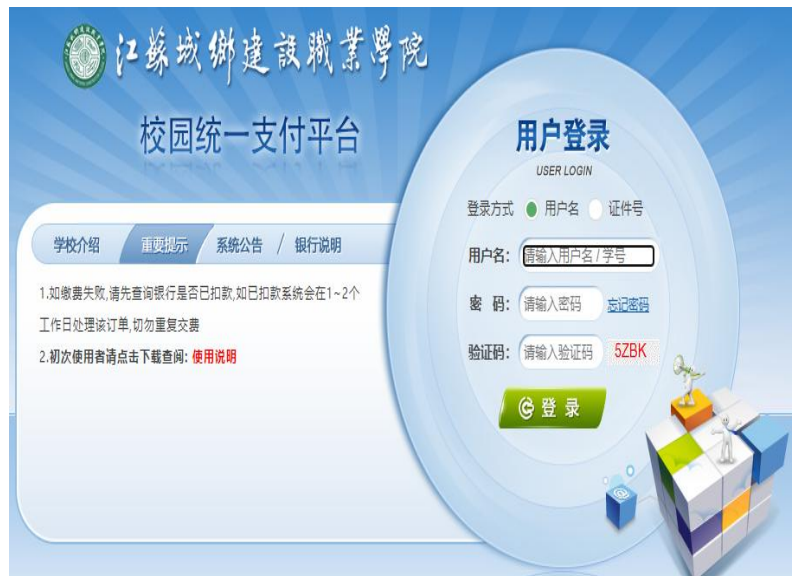 江蘇城鄉建設職業學院
校园统一支付平台
用户登录
USER LOGIN
登录方式 用户名 证件号
学校介绍 重要提示 系统公告 / 银行说明
用户名: 请输入用户名 / 学号
1.如缴费失败,请先查询银行是否已扣款,如已扣款系统会在1~2个
工作日处理该订单,切勿重复交费
2.初次使用者请点击下载查阅: 使用说明
密 码: 请输入密码 忘记密码
验证码: 请输入验证码 5ZBK
登 录